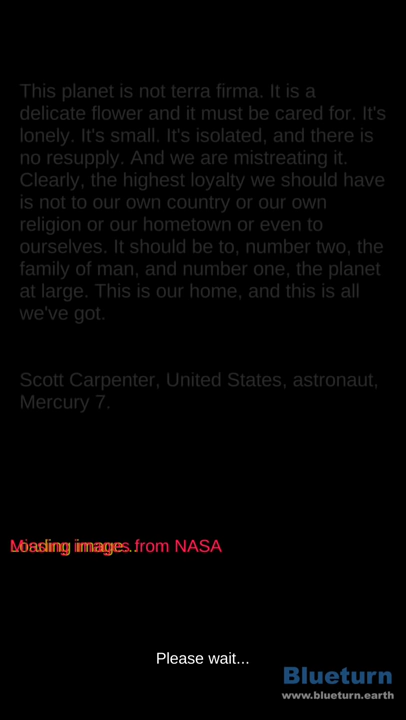 This planet is not terra firma. It is a
delicate flower and it must be cared for. It's
lonely. It's small. It's isolated, and there is
no resupply. And we are mistreating it.
Clearly, the highest loyalty we should have
is not to our own country or our own
religion or our hometown or even to
ourselves. It should be to, number two, the
family of man, and number one, the planet
at large. This is our home, and this is all
we've got.
Scott Carpenter, United States, astronaut,
Mercury 7.
Loading image...
Missing images from NASA
Please wait...
Blueturn
www.blueturn.earth